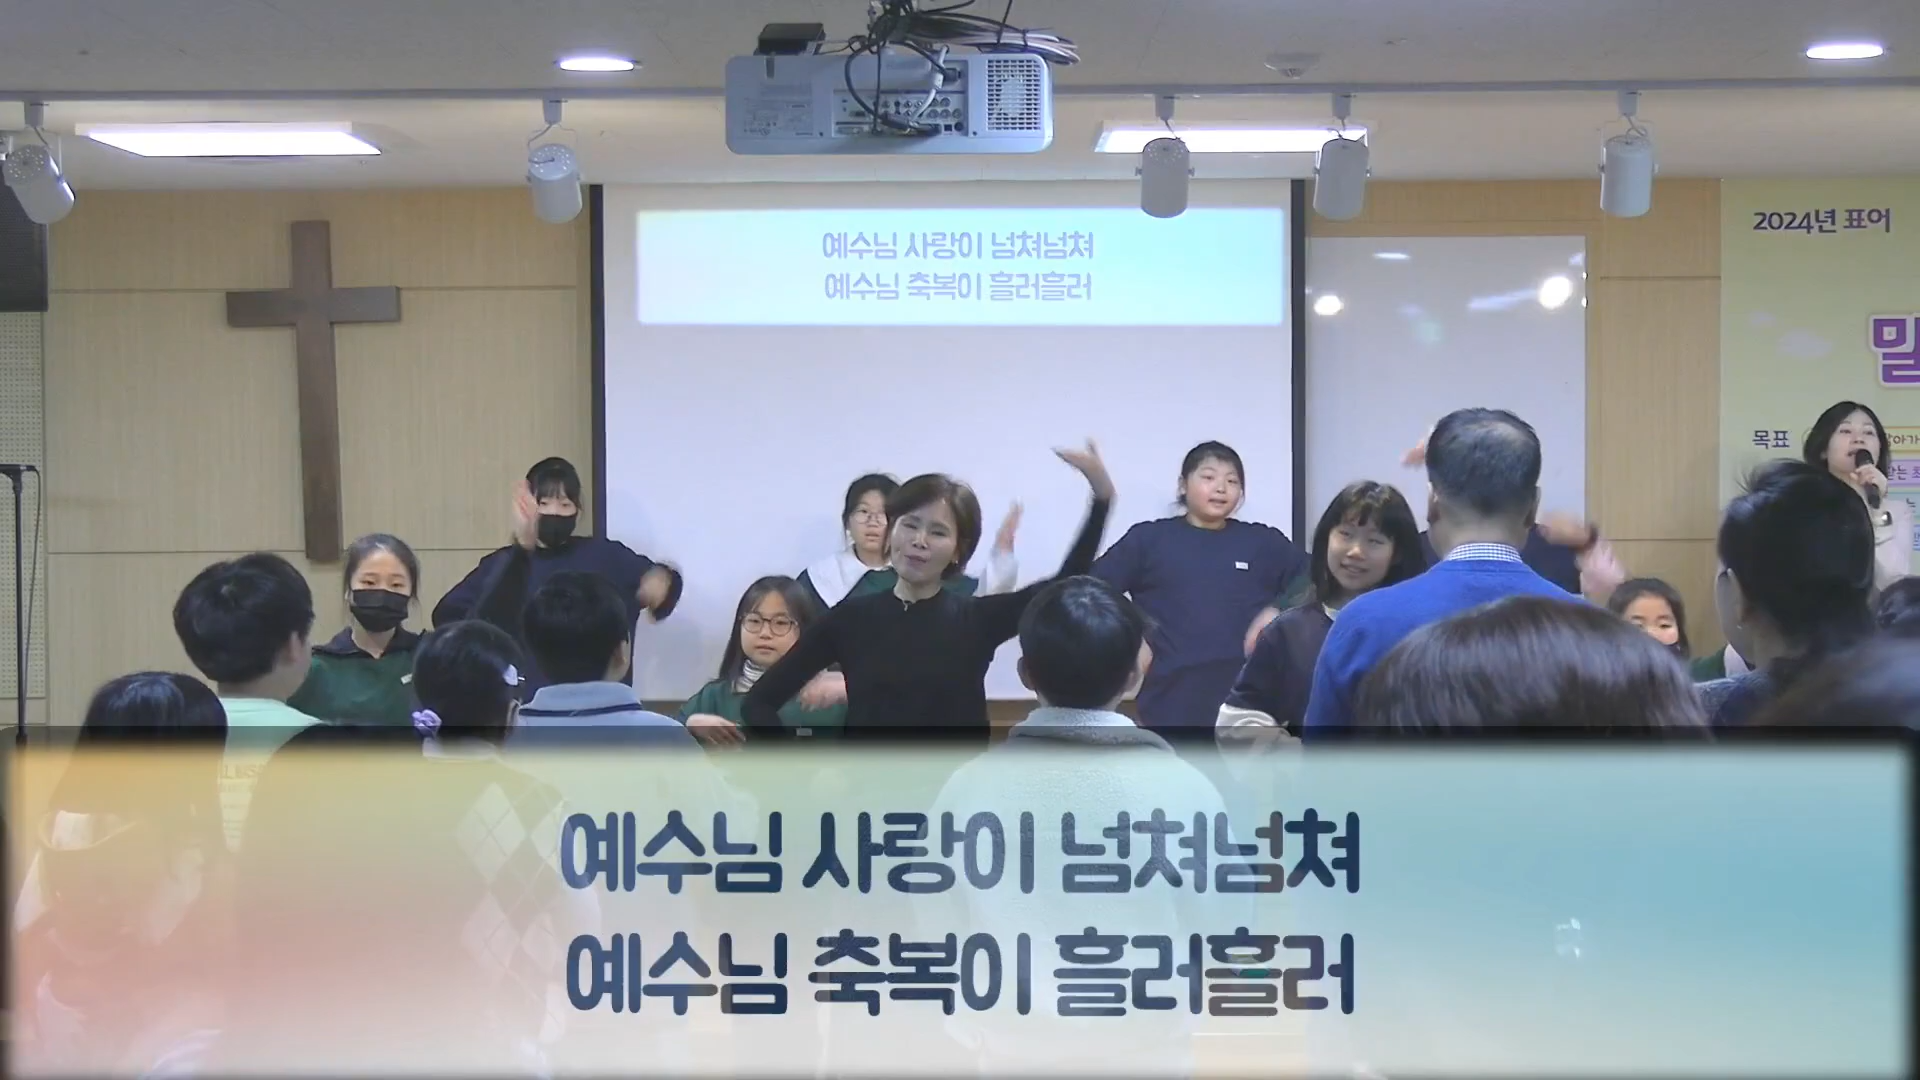 예수님 사랑이 넘쳐넘쳐
예수님 축복이 흘러흘러
2024년 표어
목표
예수님 사랑이 넘쳐넘쳐
예수님 축복이 흘러흘러